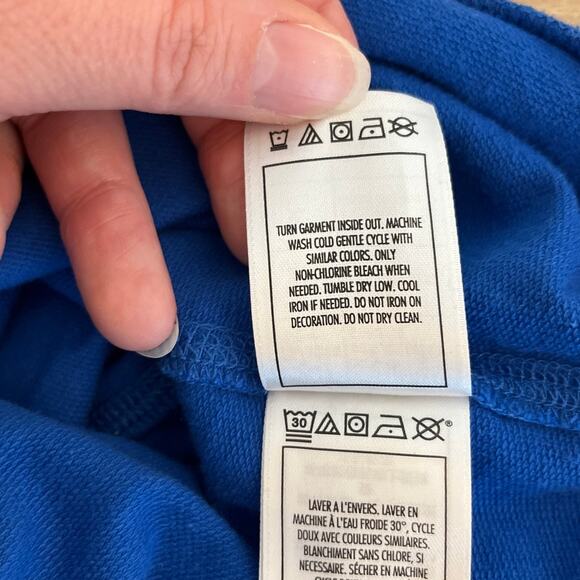 TURN GARMENT INSIDE OUT. MACHINE
WASH COLD GENTLE CYCLE WITH
SIMILAR COLORS. ONLY
NON-CHLORINE BLEACH WHEN
NEEDED. TUMBLE DRY LOW. COOL
IRON IF NEEDED. DO NOT IRON ON
DECORATION. DO NOT DRY CLEAN.
30 ®
LAVER A L'ENVERS. LAVER EN
MACHINE À L'EAU FROIDE 30°, CYCLE
DOUX AVEC COULEURS SIMILAIRES.
BLANCHIMENT SANS CHLORE, SI
NECESSAIRE. SÉCHER EN MACHINE